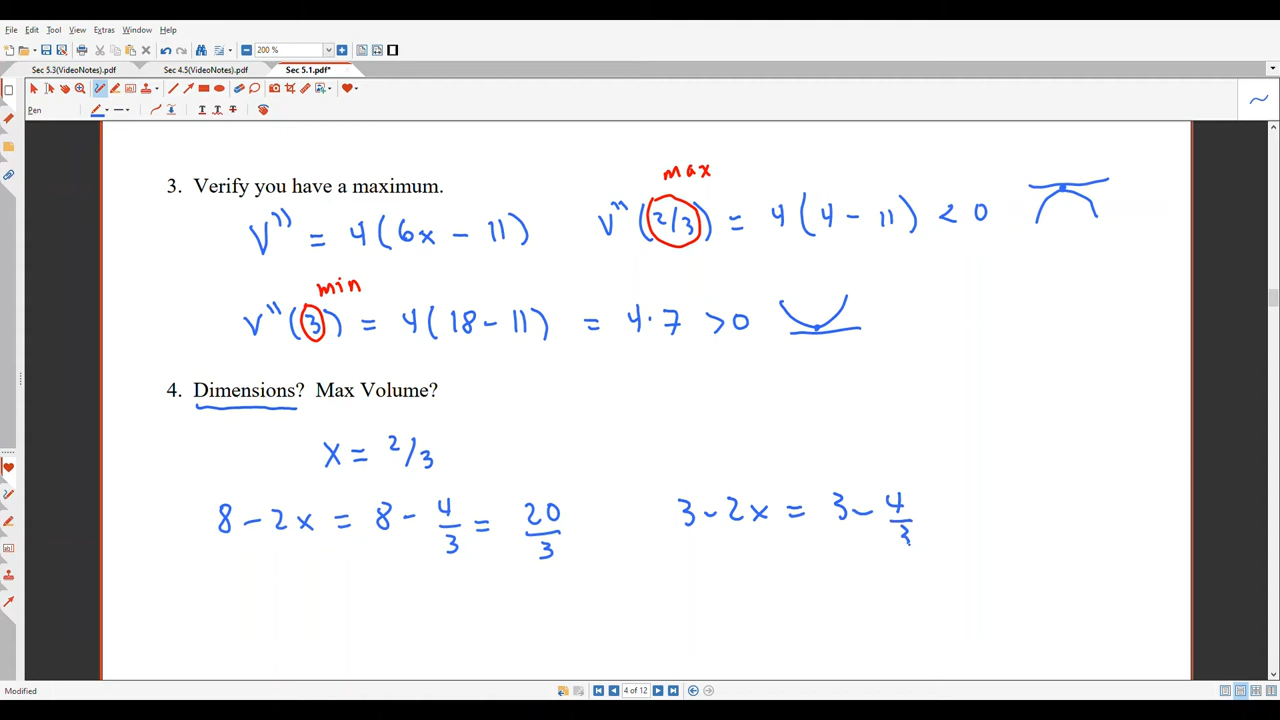 File Edit Tool View Extras Window Help
200 %
Sec 5.3(VideoNotes).pdf Sec 4.5(VideoNotes).pdf Sec 5.1.pdf*
Pen
max
3. Verify you have a maximum.
V'' = 4(6x - 11) V''(2/3) = 4(4 - 11) < 0
min
V''(3) = 4(18 - 11) = 4·7 > 0
4. Dimensions? Max Volume?
x = 2/3
8 - 2x = 8 - 4/3 = 20/3 3 - 2x = 3 - 4/3
Modified 4 of 12